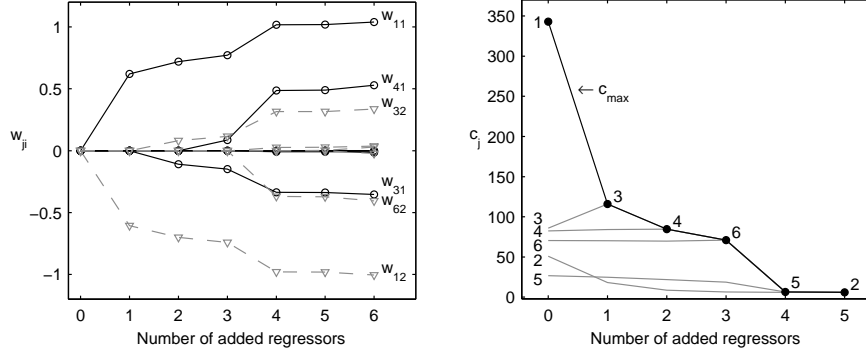 1
0.5
0
−0.5
−1
w_ji
w_11
w_41
w_32
w_31
w_62
w_12
0 1 2 3 4 5 6
Number of added regressors
350
300
250
200
150
100
50
0
c_j
1
← c_max
3
4
6
5
2
3
4
6
2
5
0 1 2 3 4 5
Number of added regressors